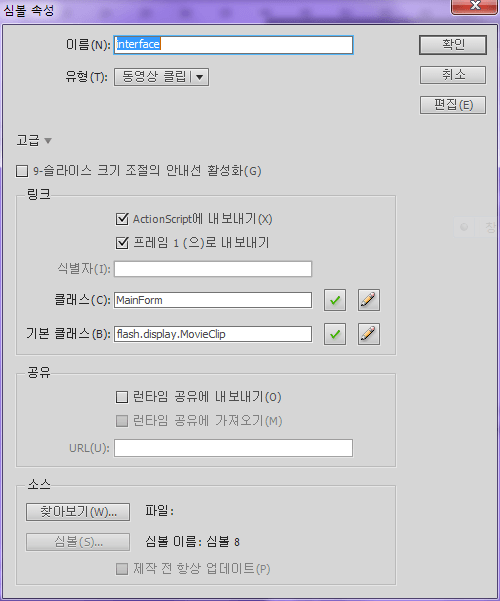 심볼 속성
이름(N): interface
확인
유형(T): 동영상 클립
취소
편집(E)
고급
9-슬라이스 크기 조절의 안내선 활성화(G)
링크
ActionScript에 내보내기(X)
프레임 1 (으)로 내보내기
식별자(I):
클래스(C): MainForm
기본 클래스(B): flash.display.MovieClip
공유
런타임 공유에 내보내기(O)
런타임 공유에 가져오기(M)
URL(U):
소스
찾아보기(W)... 파일:
심볼(S)... 심볼 이름: 심볼 8
제작 전 항상 업데이트(P)